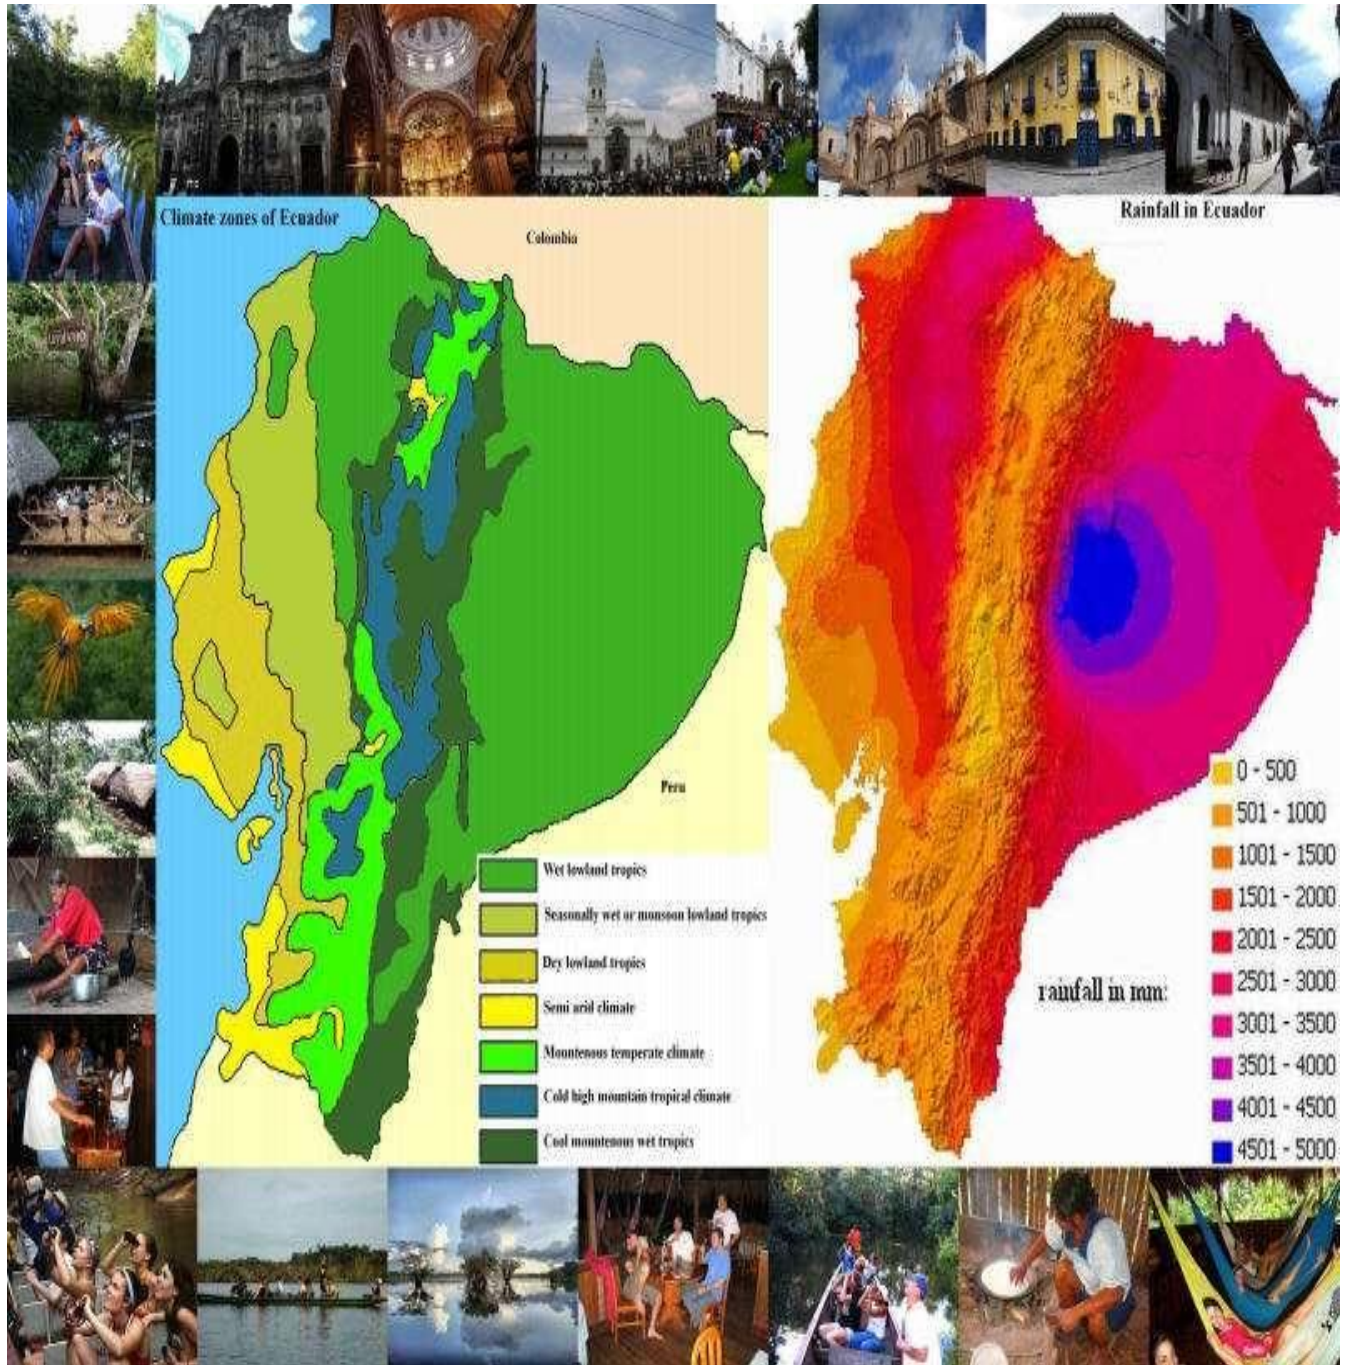 Climate zones of Ecuador
Colombia
Peru
Wet lowland tropics
Seasonally wet or monsoon lowland tropics
Dry lowland tropics
Semi arid climate
Mountenous temperate climate
Cold high mountain tropical climate
Cool mountenous wet tropics
Rainfall in Ecuador
rainfall in mm:
0 - 500
501 - 1000
1001 - 1500
1501 - 2000
2001 - 2500
2501 - 3000
3001 - 3500
3501 - 4000
4001 - 4500
4501 - 5000